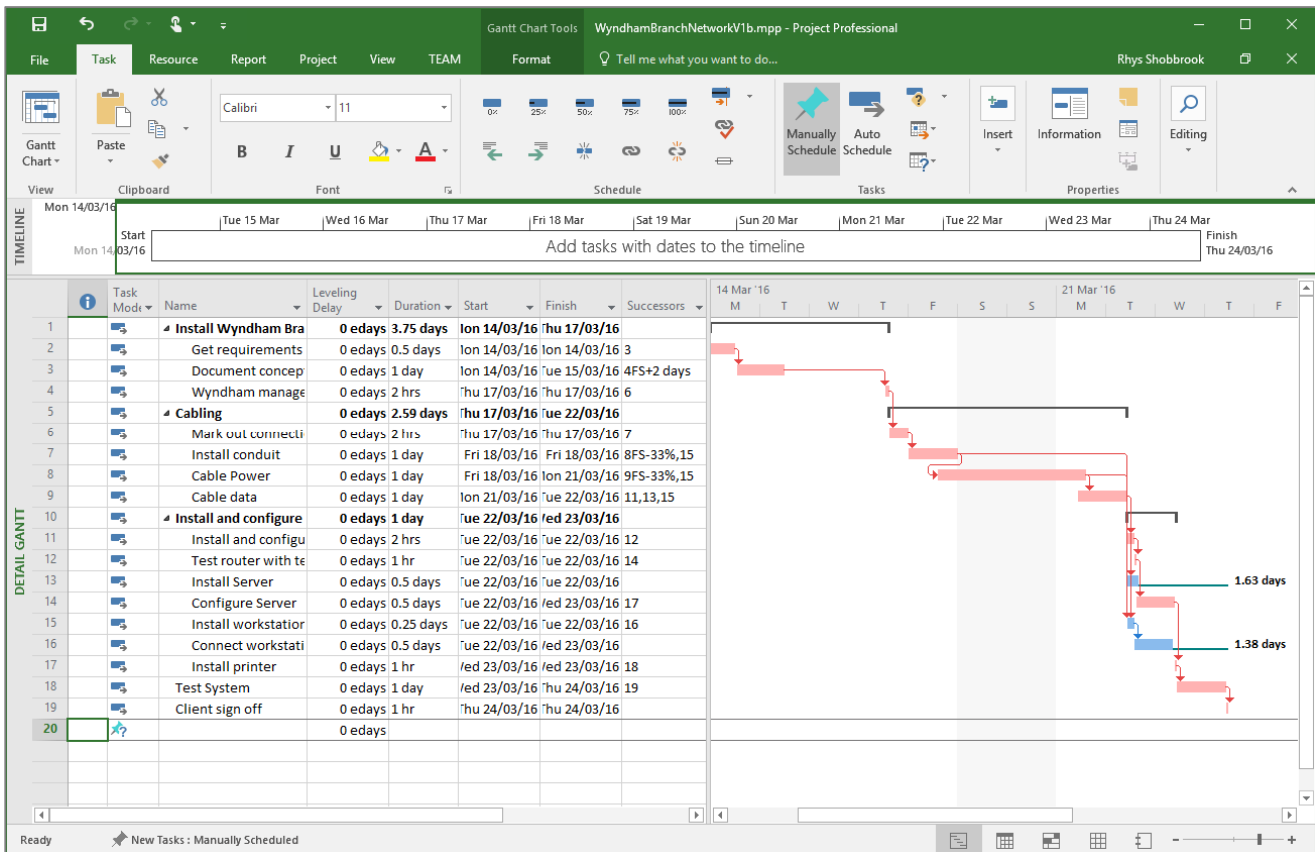 Gantt Chart Tools WyndhamBranchNetworkV1b.mpp - Project Professional
File Task Resource Report Project View TEAM Format Tell me what you want to do... Rhys Shobbrook
Gantt Chart
Paste
Calibri 11
B I U A
0% 25% 50% 75% 100%
Manually Schedule
Auto Schedule
Insert
Information
Editing
View Clipboard Font Schedule Tasks Properties
TIMELINE
Mon 14/03/16
Tue 15 Mar Wed 16 Mar Thu 17 Mar Fri 18 Mar Sat 19 Mar Sun 20 Mar Mon 21 Mar Tue 22 Mar Wed 23 Mar Thu 24 Mar
Start
Mon 14/03/16
Add tasks with dates to the timeline
Finish
Thu 24/03/16
DETAIL GANTT
Task Mode Name Leveling Delay Duration Start Finish Successors
14 Mar '16 21 Mar '16
M T W T F S S M T W T F
1 Install Wyndham Bra 0 edays 3.75 days Mon 14/03/16 Thu 17/03/16
2 Get requirements 0 edays 0.5 days Mon 14/03/16 Mon 14/03/16 3
3 Document concep 0 edays 1 day Mon 14/03/16 Tue 15/03/16 4FS+2 days
4 Wyndham manage 0 edays 2 hrs Thu 17/03/16 Thu 17/03/16 6
5 Cabling 0 edays 2.59 days Thu 17/03/16 Tue 22/03/16
6 Mark out connecti 0 edays 2 hrs Thu 17/03/16 Thu 17/03/16 7
7 Install conduit 0 edays 1 day Fri 18/03/16 Fri 18/03/16 8FS-33%,15
8 Cable Power 0 edays 1 day Fri 18/03/16 Mon 21/03/16 9FS-33%,15
9 Cable data 0 edays 1 day Mon 21/03/16 Tue 22/03/16 11,13,15
10 Install and configure 0 edays 1 day Tue 22/03/16 Wed 23/03/16
11 Install and configu 0 edays 2 hrs Tue 22/03/16 Tue 22/03/16 12
12 Test router with te 0 edays 1 hr Tue 22/03/16 Tue 22/03/16 14
13 Install Server 0 edays 0.5 days Tue 22/03/16 Tue 22/03/16 1.63 days
14 Configure Server 0 edays 0.5 days Tue 22/03/16 Wed 23/03/16 17
15 Install workstation 0 edays 0.25 days Tue 22/03/16 Tue 22/03/16 16
16 Connect workstati 0 edays 0.5 days Tue 22/03/16 Wed 23/03/16 1.38 days
17 Install printer 0 edays 1 hr Wed 23/03/16 Wed 23/03/16 18
18 Test System 0 edays 1 day Wed 23/03/16 Thu 24/03/16 19
19 Client sign off 0 edays 1 hr Thu 24/03/16 Thu 24/03/16
20 0 edays
Ready New Tasks : Manually Scheduled